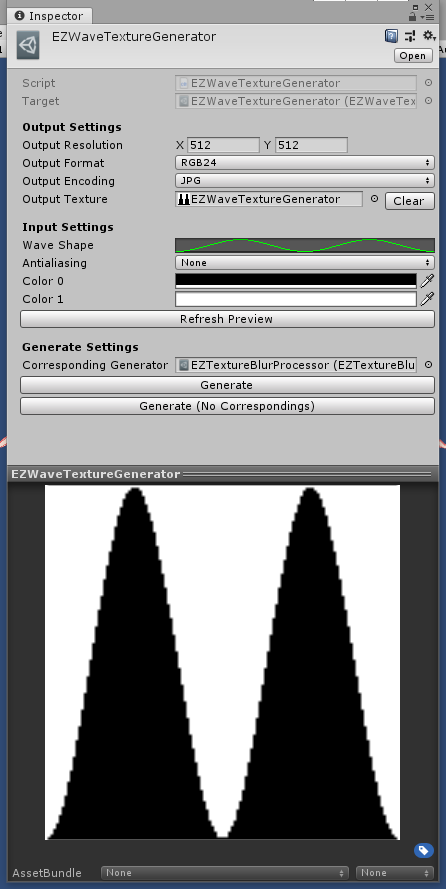 Inspector
EZWaveTextureGenerator
Open
Script EZWaveTextureGenerator
Target EZWaveTextureGenerator (EZWaveTex
Output Settings
Output Resolution X 512 Y 512
Output Format RGB24
Output Encoding JPG
Output Texture EZWaveTextureGenerator Clear
Input Settings
Wave Shape
Antialiasing None
Color 0
Color 1
Refresh Preview
Generate Settings
Corresponding Generator EZTextureBlurProcessor (EZTextureBlu
Generate
Generate (No Correspondings)
EZWaveTextureGenerator
AssetBundle None None